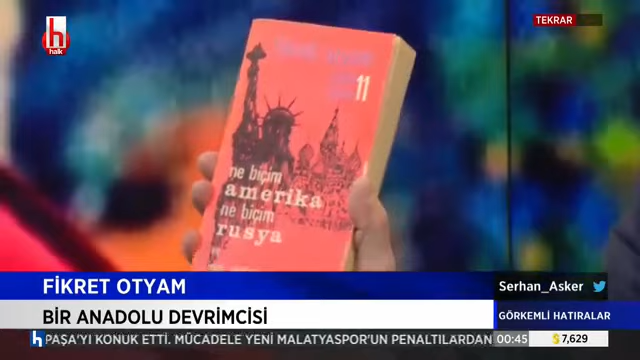 h
halk
TEKRAR
11
ne biçim
amerika
ne biçim
rusya
FİKRET OTYAM
BİR ANADOLU DEVRİMCİSİ
Serhan_Asker
GÖRKEMLİ HATIRALAR
h PAŞA'YI KONUK ETTİ. MÜCADELE YENİ MALATYASPOR'UN PENALTILARDAN 00:45 § 7,629